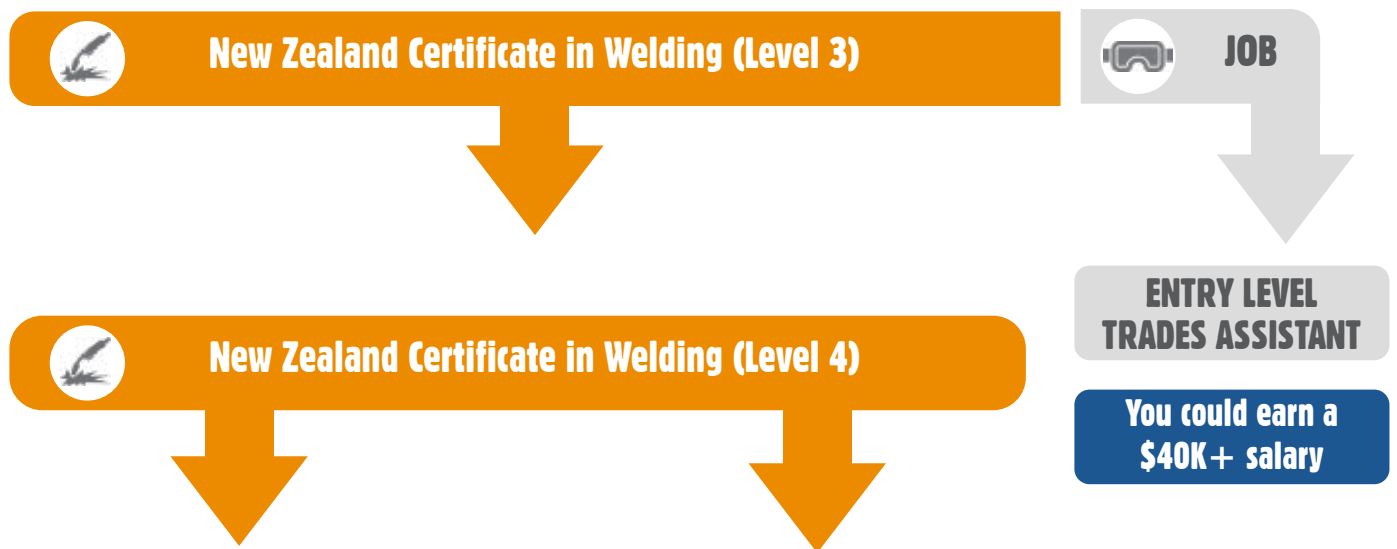 New Zealand Certificate in Welding (Level 3)
JOB
ENTRY LEVEL
TRADES ASSISTANT
New Zealand Certificate in Welding (Level 4)
You could earn a
$40K+ salary